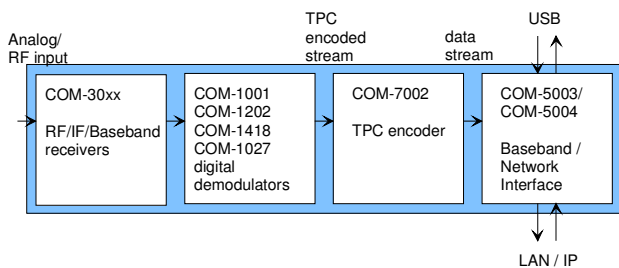 Analog/
RF input
TPC
encoded
stream
data
stream
USB
COM-30xx
RF/IF/Baseband
receivers
COM-1001
COM-1202
COM-1418
COM-1027
digital
demodulators
COM-7002
TPC encoder
COM-5003/
COM-5004
Baseband /
Network
Interface
LAN / IP